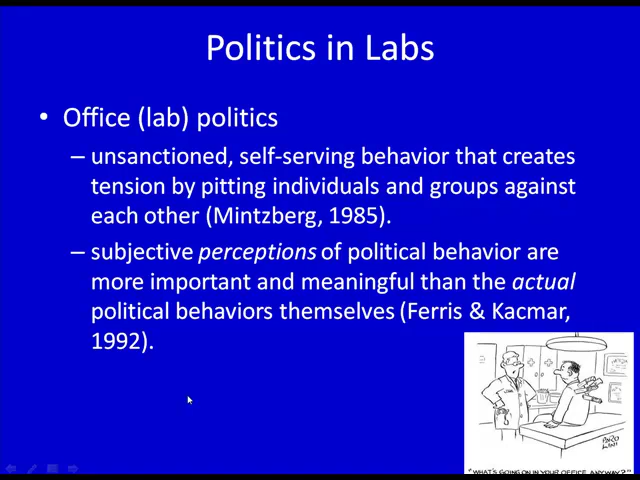 Politics in Labs
• Office (lab) politics
– unsanctioned, self-serving behavior that creates
tension by pitting individuals and groups against
each other (Mintzberg, 1985).
– subjective perceptions of political behavior are
more important and meaningful than the actual
political behaviors themselves (Ferris & Kacmar,
1992).
"WHAT'S GOING ON IN YOUR OFFICE ANYWAY?"